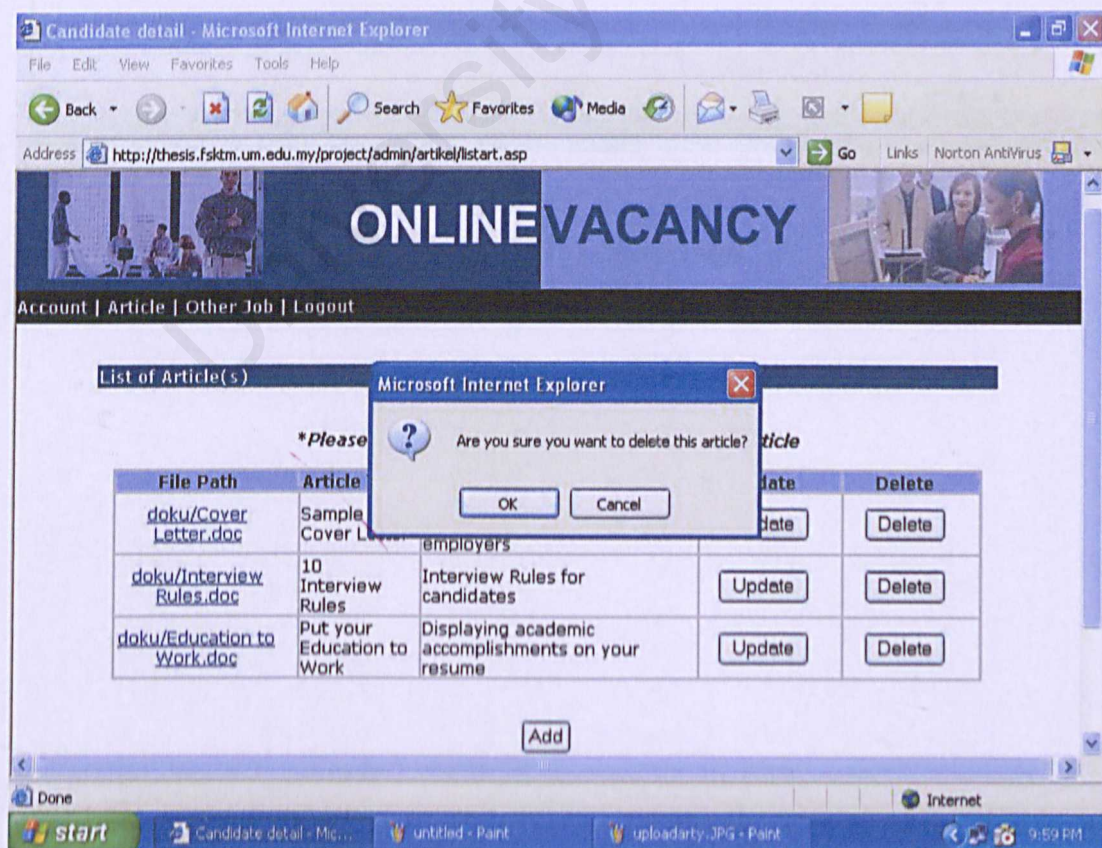 Candidate detail - Microsoft Internet Explorer
File Edit View Favorites Tools Help
Back Search Favorites Media
Address http://thesis.fsktm.um.edu.my/project/admin/artikel/listart.asp Go Links Norton AntiVirus
ONLINE VACANCY
Account | Article | Other Job | Logout
List of Article(s)
Microsoft Internet Explorer
Are you sure you want to delete this article?
OK Cancel
*Please
File Path Article Delete
doku/Cover Letter.doc
Sample
Cover
employers
Delete
doku/Interview
Rules.doc
10
Interview
Rules
Interview Rules for
candidates
Update
Delete
doku/Education to
Work.doc
Put your
Education to
Work
Displaying academic
accomplishments on your
resume
Update
Delete
Add
Done Internet
start Candidate detail - Mic... untitled - Paint uploadarty.JPG - Paint 9:59 PM